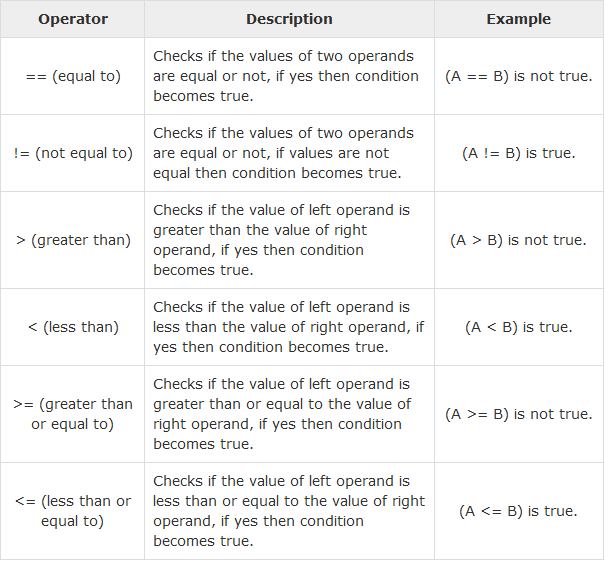 Operator Description Example
== (equal to)
Checks if the values of two operands
are equal or not, if yes then condition
becomes true.
(A == B) is not true.
!= (not equal to)
Checks if the values of two operands
are equal or not, if values are not
equal then condition becomes true.
(A != B) is true.
> (greater than)
Checks if the value of left operand is
greater than the value of right
operand, if yes then condition
becomes true.
(A > B) is not true.
< (less than)
Checks if the value of left operand is
less than the value of right operand, if
yes then condition becomes true.
(A < B) is true.
>= (greater than
or equal to)
Checks if the value of left operand is
greater than or equal to the value of
right operand, if yes then condition
becomes true.
(A >= B) is not true.
<= (less than or
equal to)
Checks if the value of left operand is
less than or equal to the value of right
operand, if yes then condition
becomes true.
(A <= B) is true.